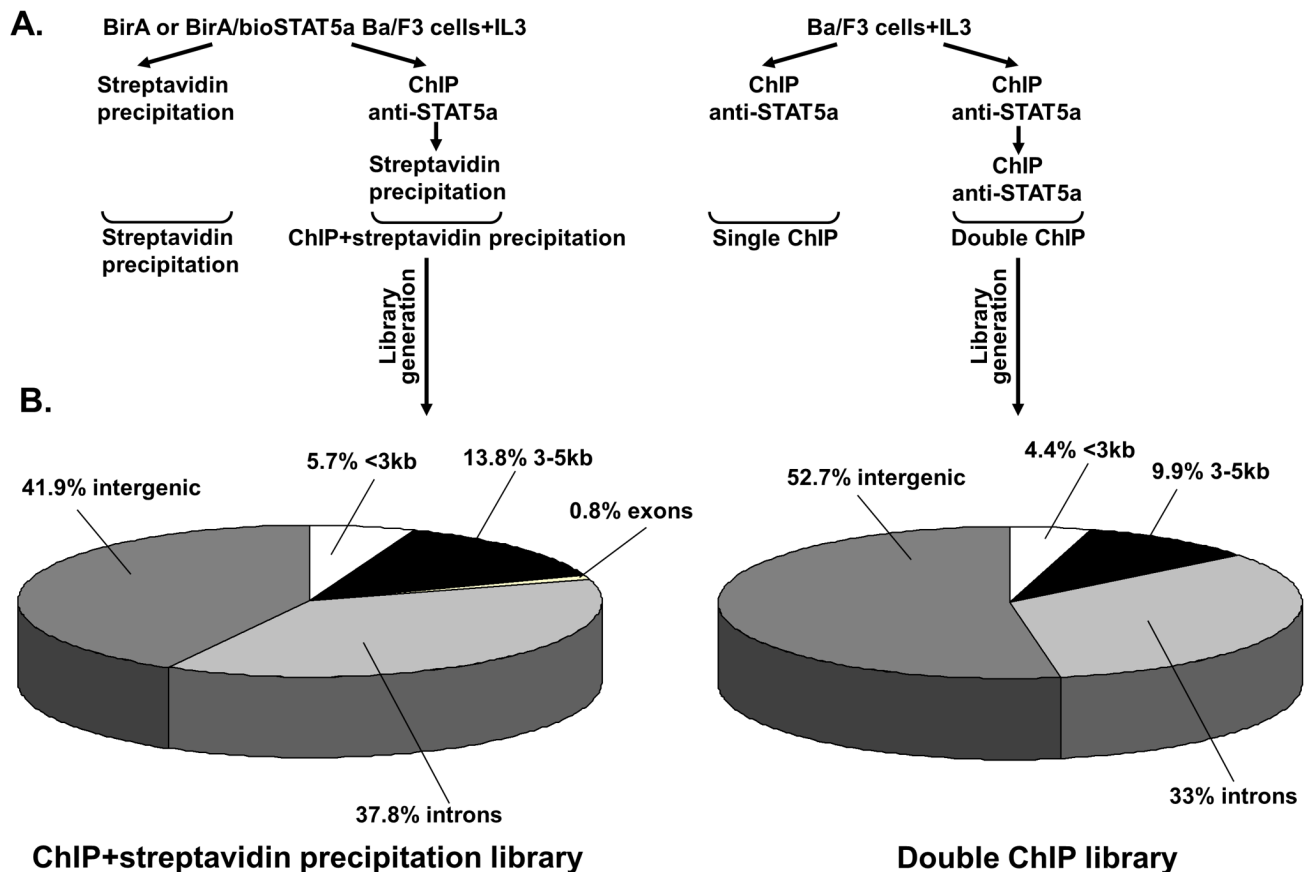 A.
BirA or BirA/bioSTAT5a Ba/F3 cells+IL3
Streptavidin
precipitation
ChIP
anti-STAT5a
Streptavidin
precipitation
Streptavidin
precipitation
ChIP+streptavidin precipitation
Library
generation
Ba/F3 cells+IL3
ChIP
anti-STAT5a
ChIP
anti-STAT5a
ChIP
anti-STAT5a
Single ChIP
Double ChIP
Library
generation
B.
41.9% intergenic
5.7% <3kb
13.8% 3-5kb
0.8% exons
37.8% introns
ChIP+streptavidin precipitation library
52.7% intergenic
4.4% <3kb
9.9% 3-5kb
33% introns
Double ChIP library